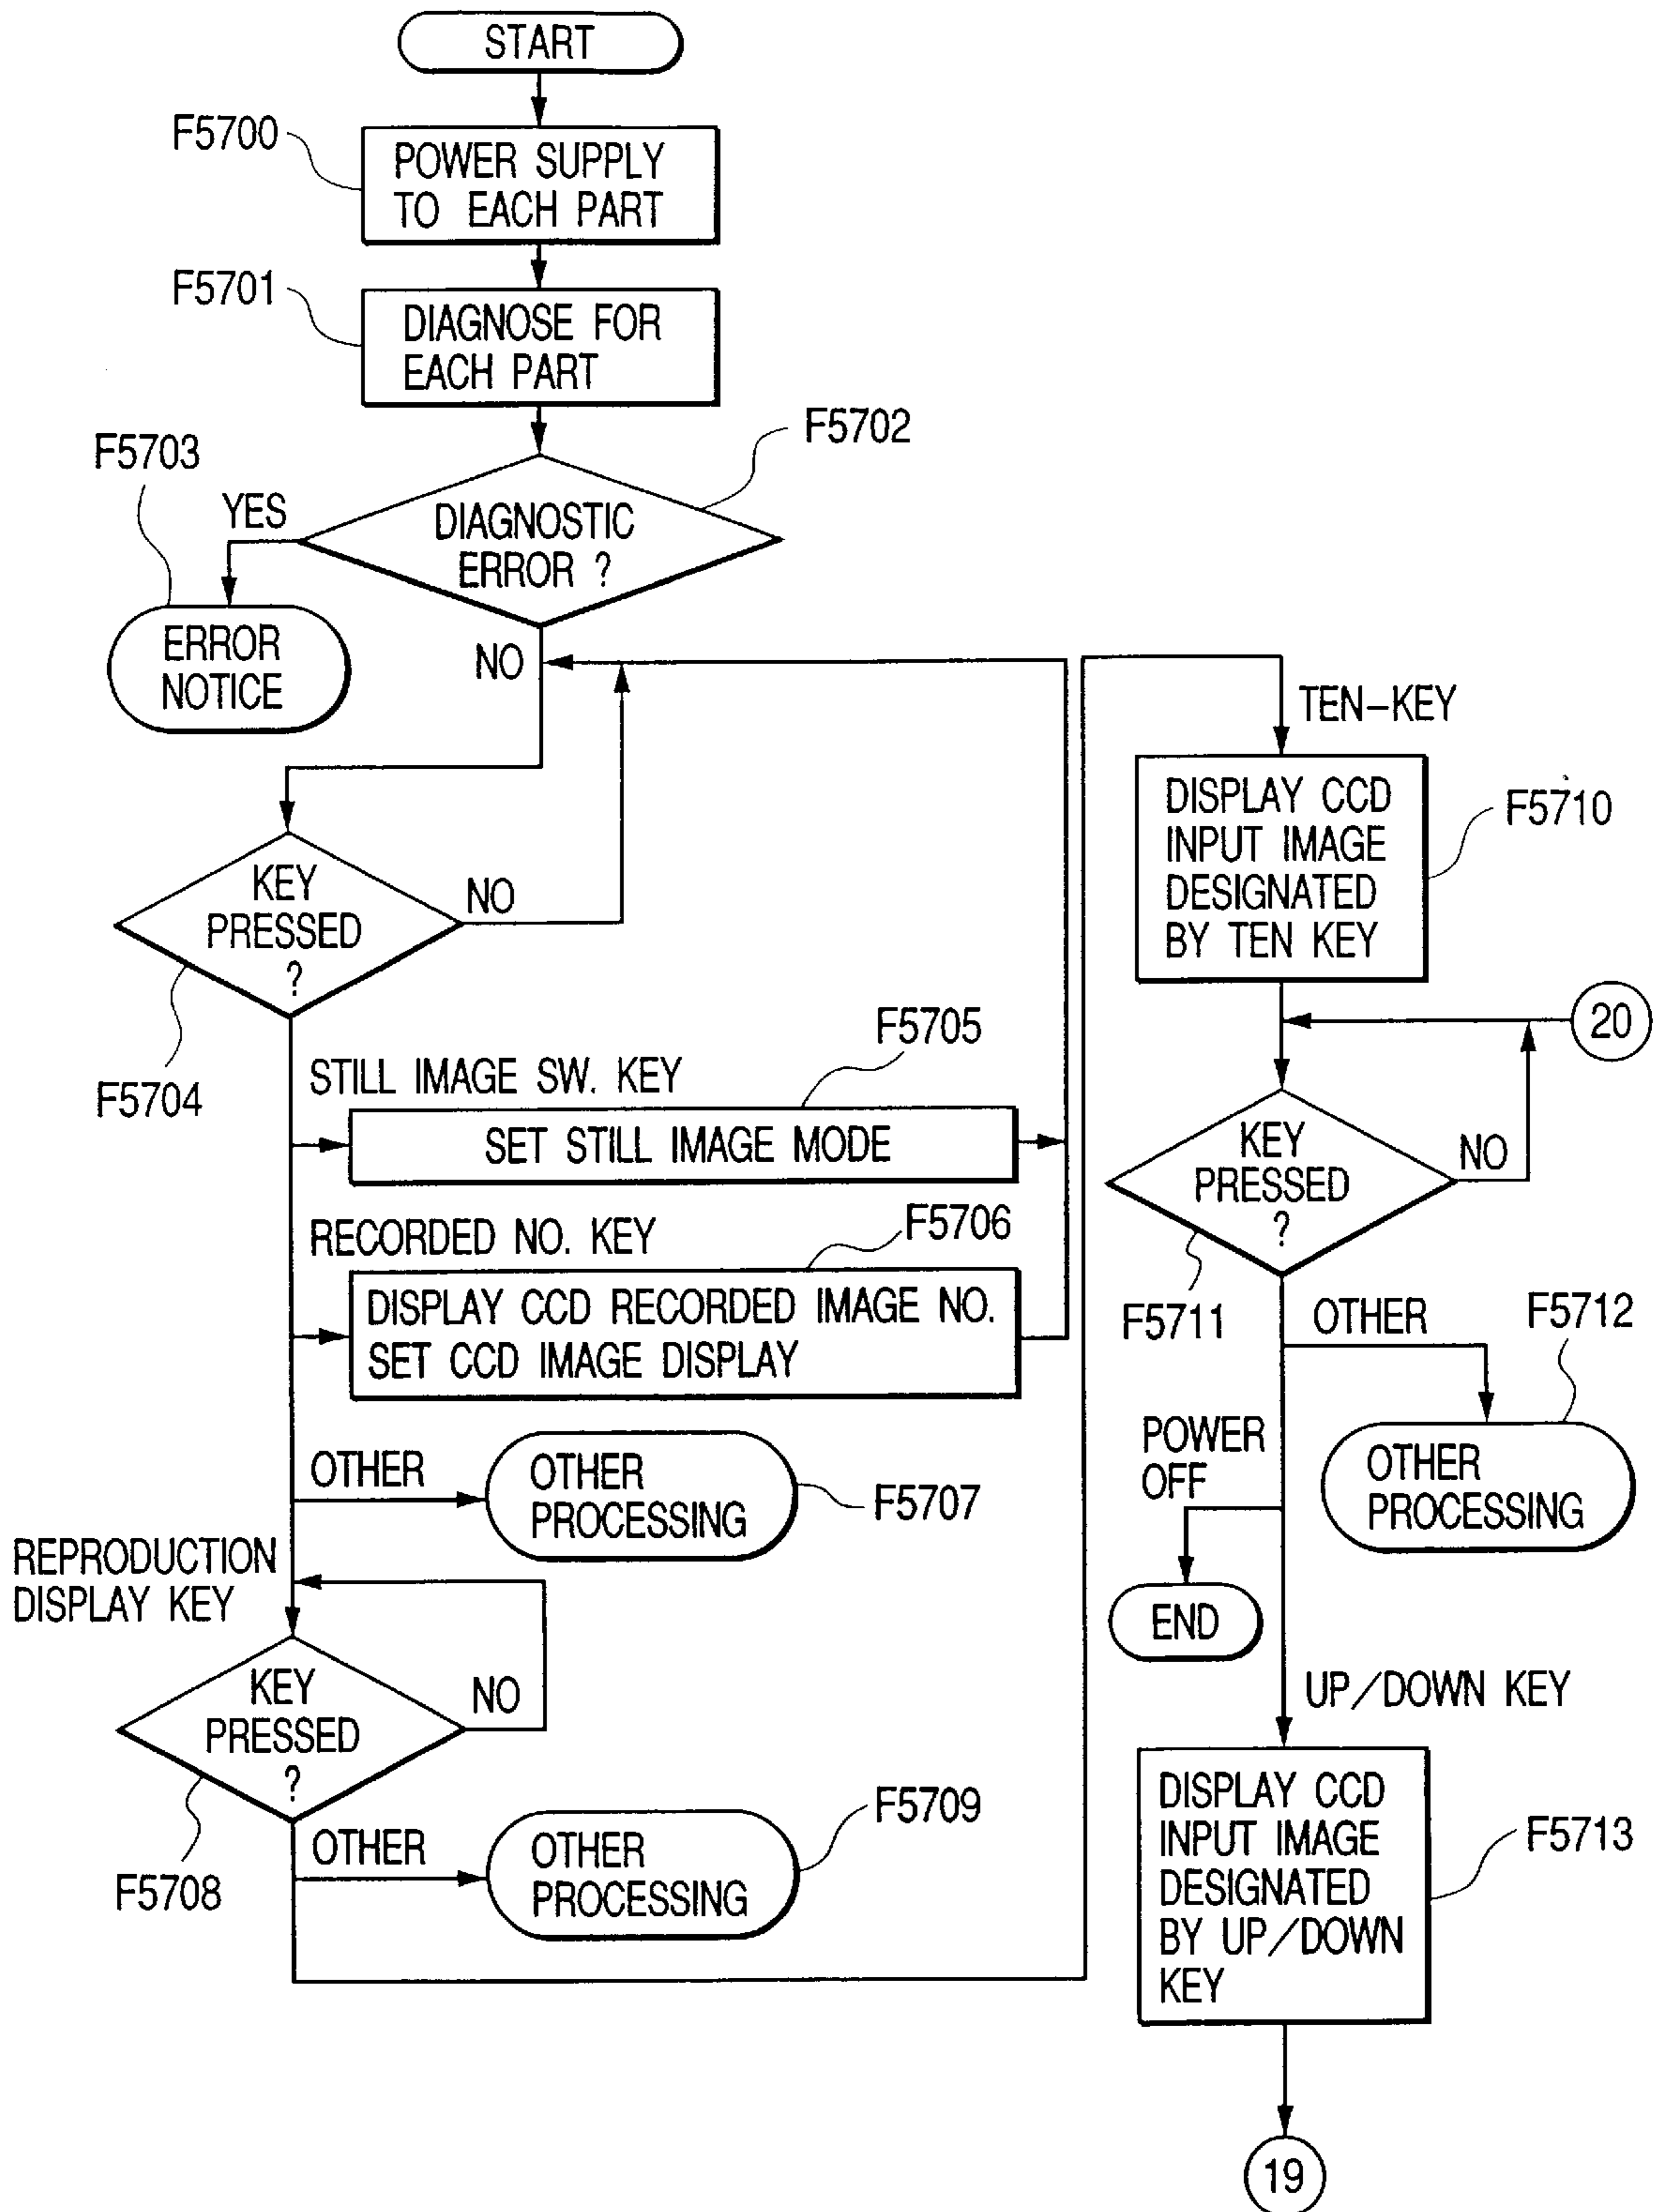 START
F5700
POWER SUPPLY
TO EACH PART
F5701
DIAGNOSE FOR
EACH PART
F5702
F5703
YES
DIAGNOSTIC
ERROR ?
ERROR
NOTICE
NO
KEY
PRESSED
?
NO
F5704
STILL IMAGE SW. KEY
F5705
SET STILL IMAGE MODE
RECORDED NO. KEY
F5706
DISPLAY CCD RECORDED IMAGE NO.
SET CCD IMAGE DISPLAY
OTHER
OTHER
PROCESSING
F5707
REPRODUCTION
DISPLAY KEY
KEY
PRESSED
?
NO
F5708
OTHER
OTHER
PROCESSING
F5709
TEN-KEY
DISPLAY CCD
INPUT IMAGE
DESIGNATED
BY TEN KEY
F5710
20
KEY
PRESSED
?
NO
F5711
OTHER
F5712
OTHER
PROCESSING
POWER
OFF
END
UP/DOWN KEY
DISPLAY CCD
INPUT IMAGE
DESIGNATED
BY UP/DOWN
KEY
F5713
19